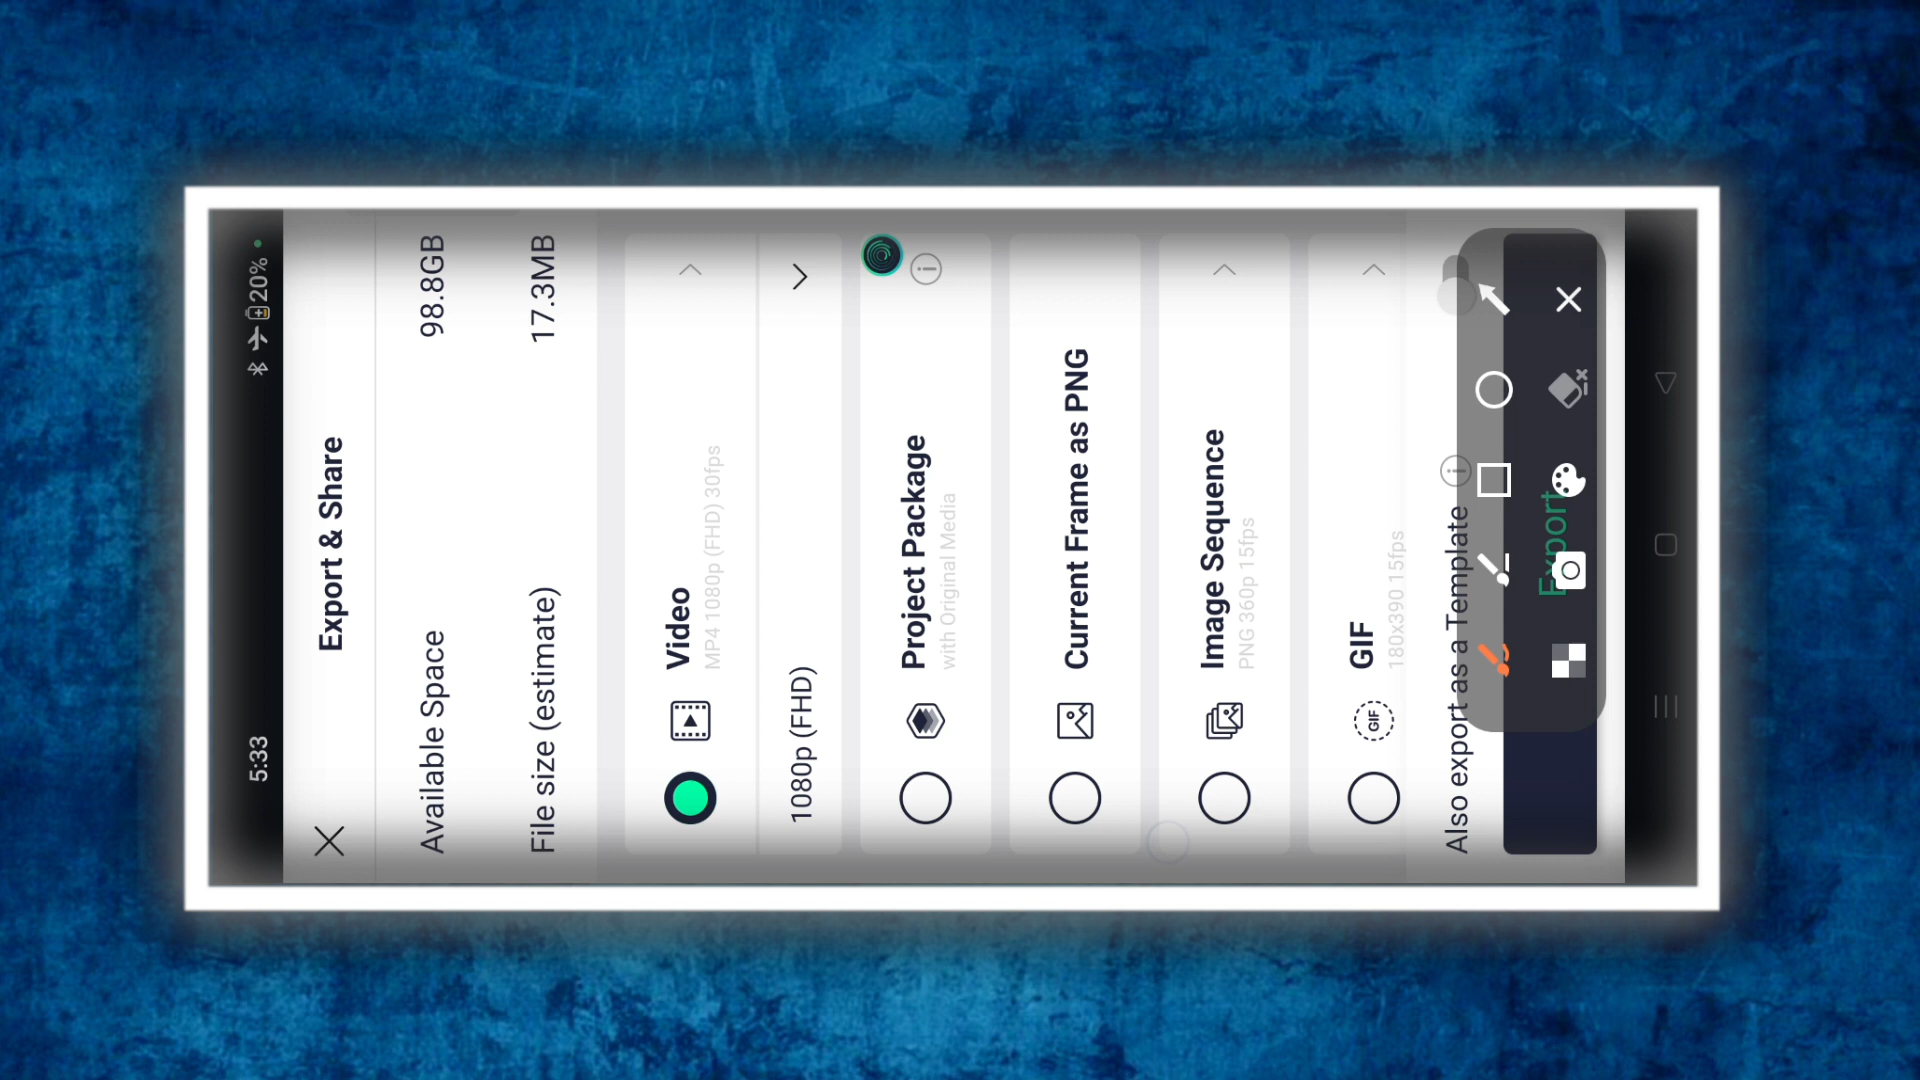 5:33
20%
Export & Share
Available Space 98.8GB
File size (estimate) 17.3MB
Video
MP4 1080p (FHD) 30fps
1080p (FHD)
Project Package
with Original Media
Current Frame as PNG
Image Sequence
PNG 360p 15fps
GIF
GIF
180x390 15fps
Also export as a Template
Export